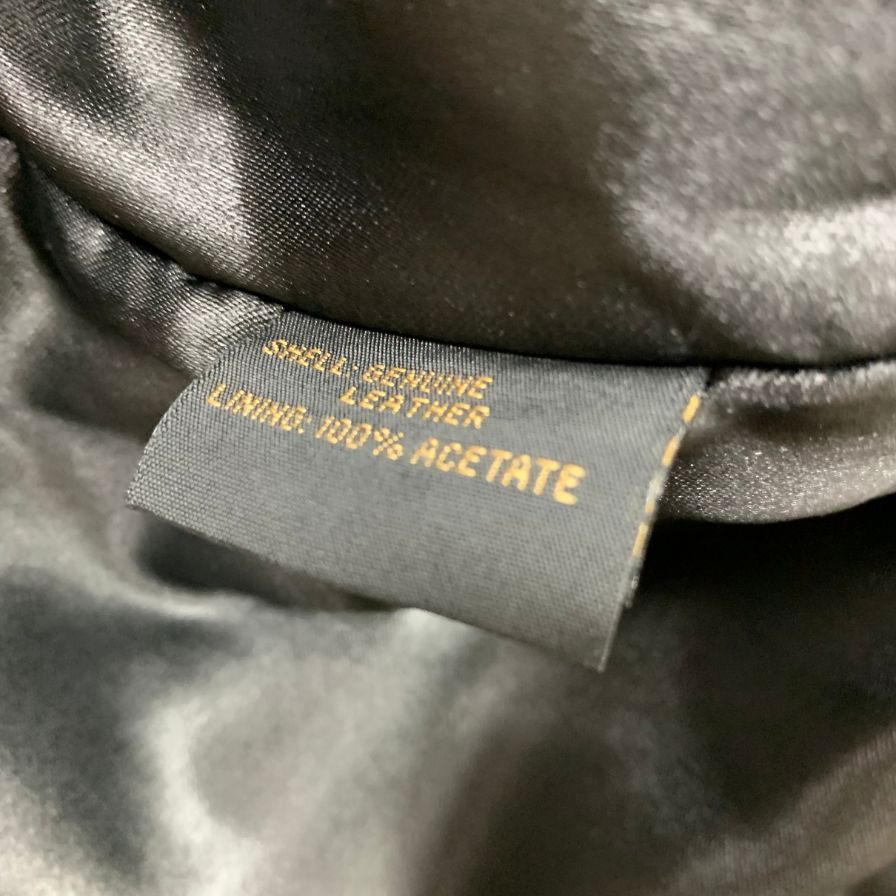 SHELL: GENUINE
LEATHER
LINING: 100% ACETATE